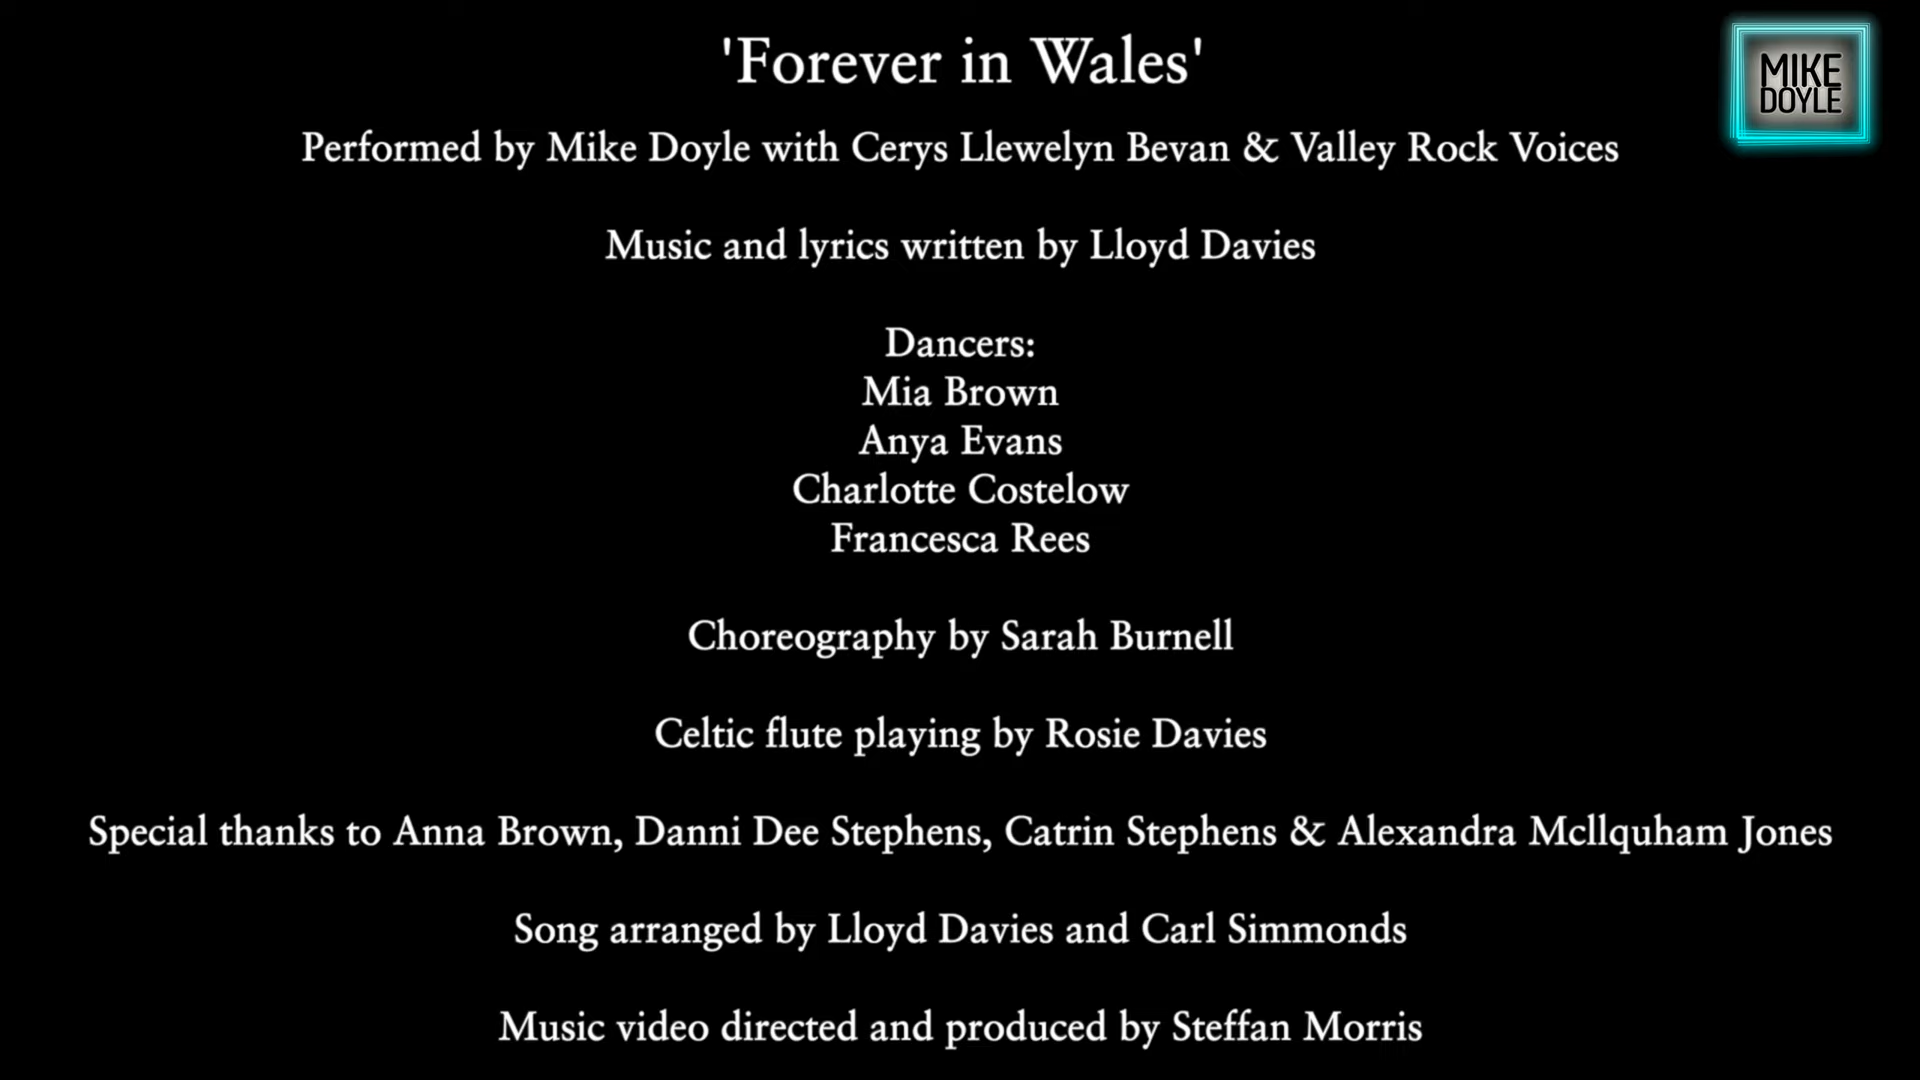 'Forever in Wales'
MIKE
DOYLE
Performed by Mike Doyle with Cerys Llewelyn Bevan & Valley Rock Voices
Music and lyrics written by Lloyd Davies
Dancers:
Mia Brown
Anya Evans
Charlotte Costelow
Francesca Rees
Choreography by Sarah Burnell
Celtic flute playing by Rosie Davies
Special thanks to Anna Brown, Danni Dee Stephens, Catrin Stephens & Alexandra Mcllquham Jones
Song arranged by Lloyd Davies and Carl Simmonds
Music video directed and produced by Steffan Morris